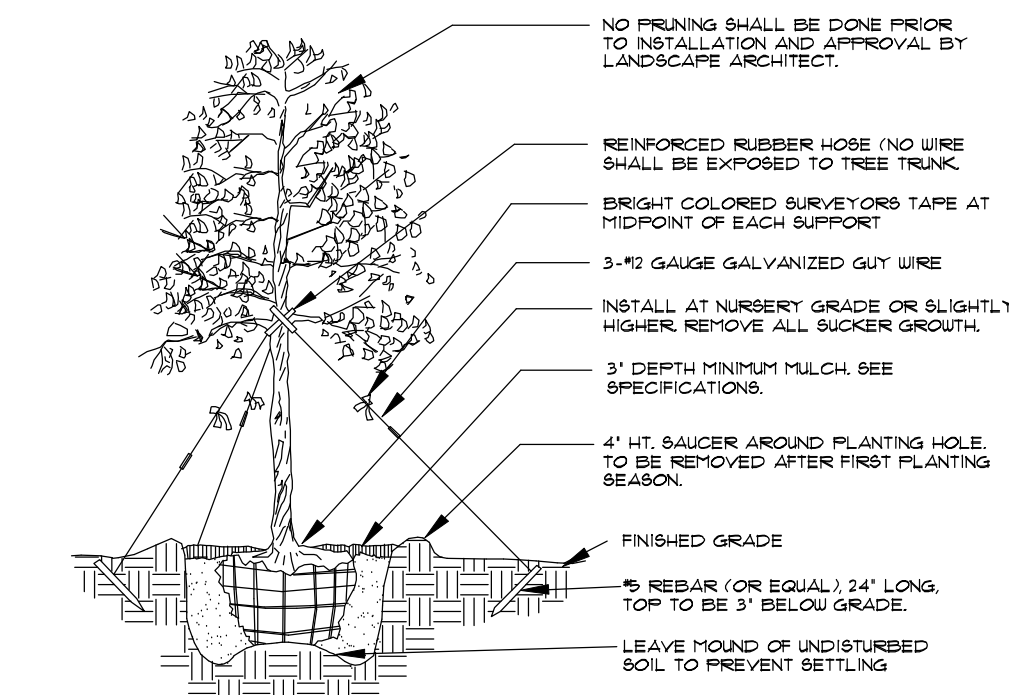 NO PRUNING SHALL BE DONE PRIOR
TO INSTALLATION AND APPROVAL BY
LANDSCAPE ARCHITECT.
REINFORCED RUBBER HOSE (NO WIRE
SHALL BE EXPOSED TO TREE TRUNK.
BRIGHT COLORED SURVEYORS TAPE AT
MIDPOINT OF EACH SUPPORT
3-#12 GAUGE GALVANIZED GUY WIRE
INSTALL AT NURSERY GRADE OR SLIGHTLY
HIGHER. REMOVE ALL SUCKER GROWTH.
3" DEPTH MINIMUM MULCH. SEE
SPECIFICATIONS.
4" HT. SAUCER AROUND PLANTING HOLE.
TO BE REMOVED AFTER FIRST PLANTING
SEASON.
FINISHED GRADE
#5 REBAR (OR EQUAL), 24" LONG,
TOP TO BE 3" BELOW GRADE.
LEAVE MOUND OF UNDISTURBED
SOIL TO PREVENT SETTLING